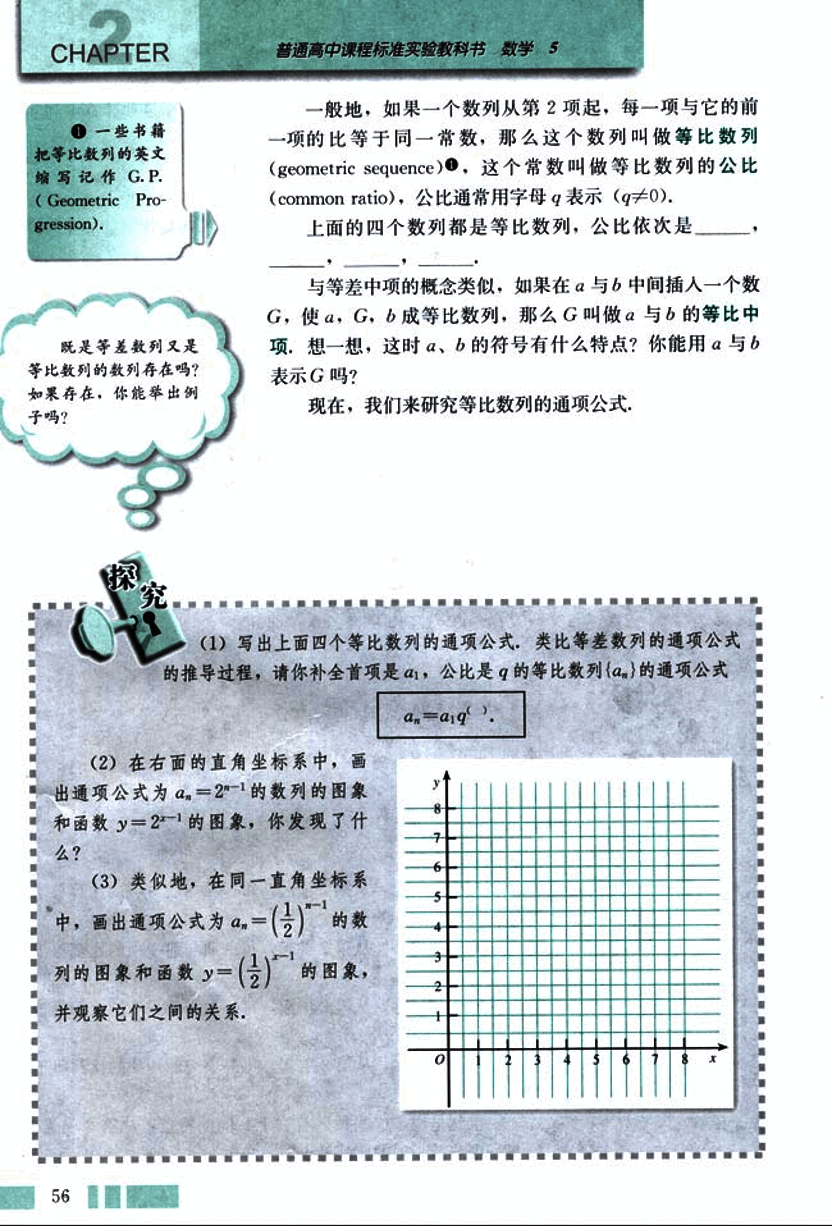 2
CHAPTER
普通高中课程标准实验教科书 数学 5
❶ 一些书籍
把等比数列的英文
缩写记作 G.P.
(Geometric Pro-
gression).
一般地，如果一个数列从第 2 项起，每一项与它的前
一项的比等于同一常数，那么这个数列叫做等比数列
(geometric sequence)❶，这个常数叫做等比数列的公比
(common ratio)，公比通常用字母 q 表示（q≠0）.
上面的四个数列都是等比数列，公比依次是______，
______，______，______.
与等差中项的概念类似，如果在 a 与 b 中间插入一个数
G，使 a，G，b 成等比数列，那么 G 叫做 a 与 b 的等比中
项. 想一想，这时 a、b 的符号有什么特点？你能用 a 与 b
表示 G 吗？
现在，我们来研究等比数列的通项公式.
既是等差数列又是
等比数列的数列存在吗？
如果存在，你能举出例
子吗？
探究
（1）写出上面四个等比数列的通项公式. 类比等差数列的通项公式
的推导过程，请你补全首项是 a₁，公比是 q 的等比数列{aₙ}的通项公式
aₙ=a₁q⁽ ⁾.
（2）在右面的直角坐标系中，画
出通项公式为 aₙ=2ⁿ⁻¹ 的数列的图象
和函数 y=2ˣ⁻¹ 的图象，你发现了什
么？
（3）类似地，在同一直角坐标系
中，画出通项公式为 aₙ=(1/2)ⁿ⁻¹ 的数
列的图象和函数 y=(1/2)ˣ⁻¹ 的图象，
并观察它们之间的关系.
y
8
7
6
5
4
3
2
1
O 1 2 3 4 5 6 7 8 x
56